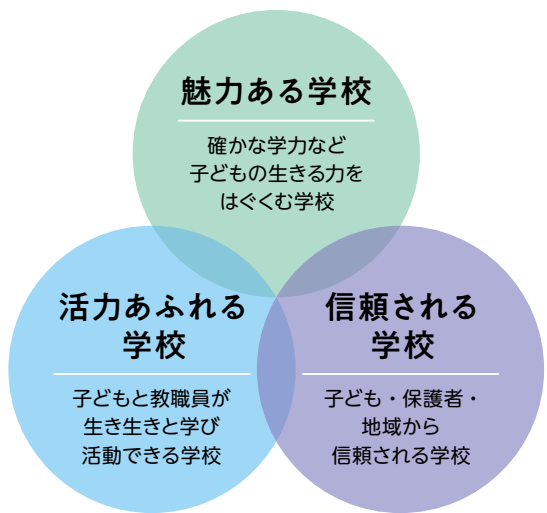 魅力ある学校
確かな学力など
子どもの生きる力を
はぐくむ学校
活力あふれる
学校
子どもと教職員が
生き生きと学び
活動できる学校
信頼される
学校
子ども・保護者・
地域から
信頼される学校